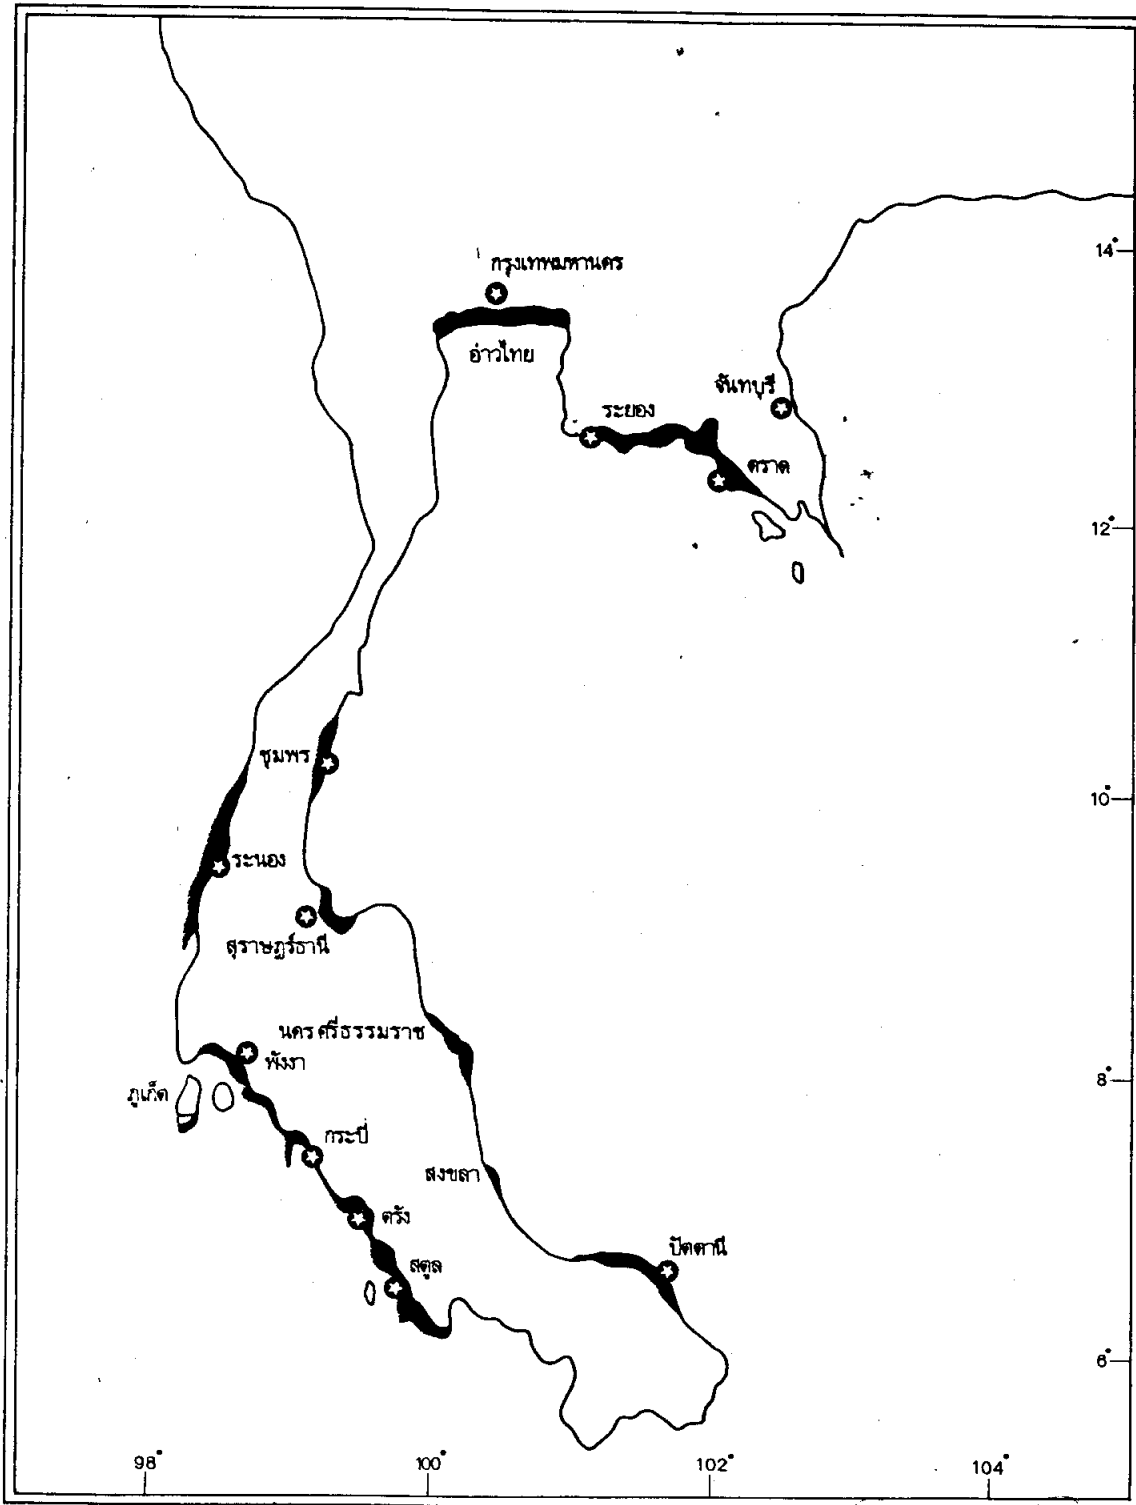 14°
กรุงเทพมหานคร
อ่าวไทย
จันทบุรี
ระยอง
ตราด
12°
ชุมพร
10°
ระนอง
สุราษฎร์ธานี
นครศรีธรรมราช
พังงา
8°
ภูเก็ต
กระบี่
สงขลา
ตรัง
ปัตตานี
สตูล
6°
98°
100°
102°
104°